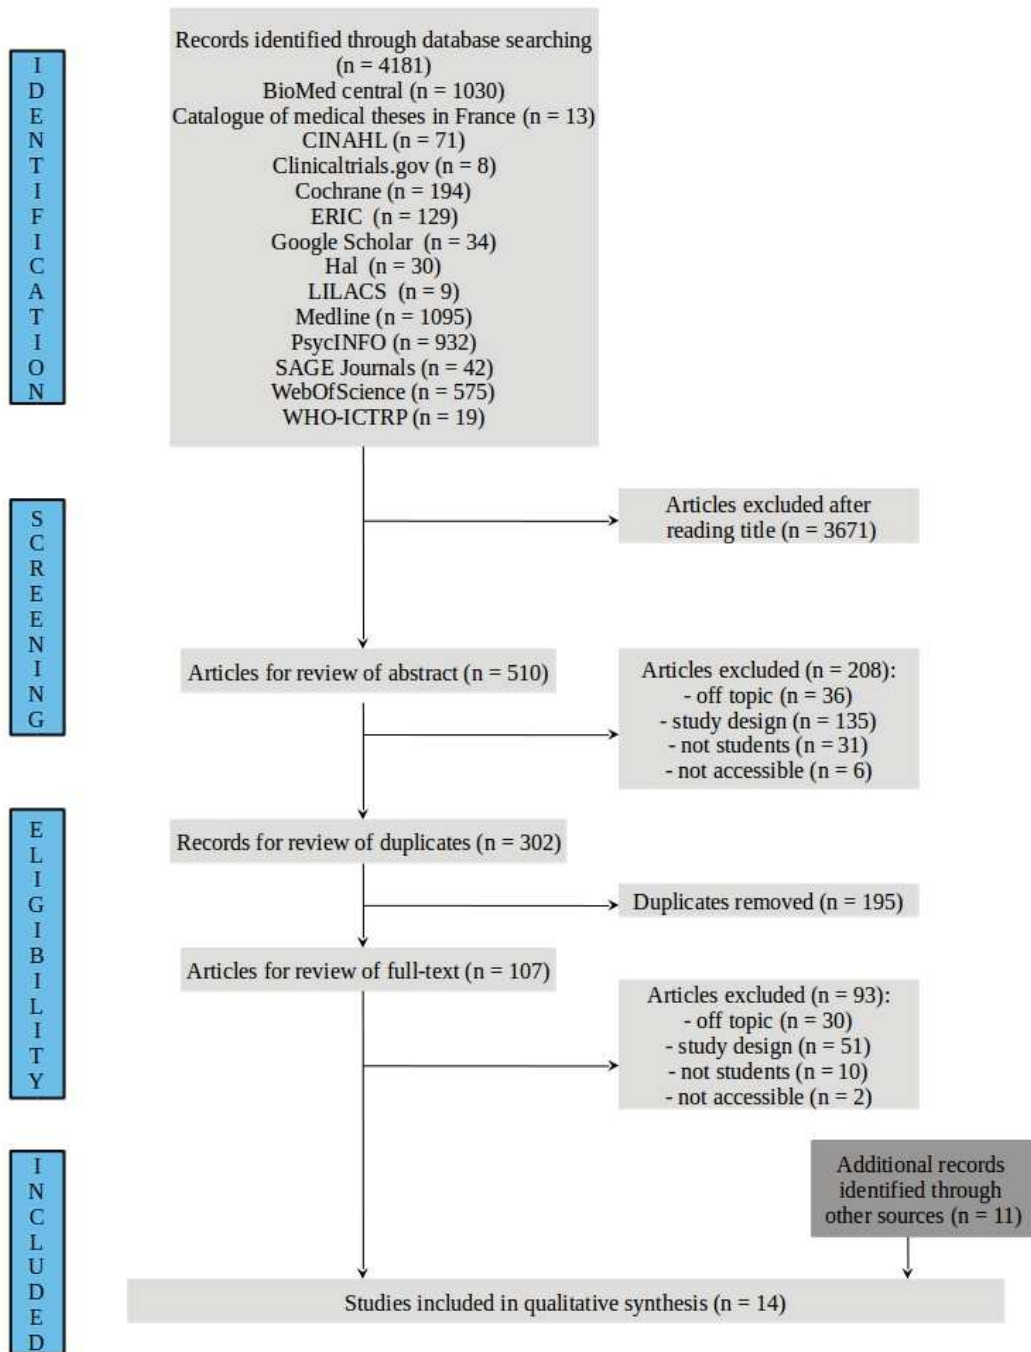 IDENTIFICATION
Records identified through database searching
(n = 4181)
BioMed central (n = 1030)
Catalogue of medical theses in France (n = 13)
CINAHL (n = 71)
Clinicaltrials.gov (n = 8)
Cochrane (n = 194)
ERIC (n = 129)
Google Scholar (n = 34)
Hal (n = 30)
LILACS (n = 9)
Medline (n = 1095)
PsycINFO (n = 932)
SAGE Journals (n = 42)
WebOfScience (n = 575)
WHO-ICTRP (n = 19)
SCREENING
Articles excluded after
reading title (n = 3671)
Articles for review of abstract (n = 510)
Articles excluded (n = 208):
- off topic (n = 36)
- study design (n = 135)
- not students (n = 31)
- not accessible (n = 6)
ELIGIBILITY
Records for review of duplicates (n = 302)
Duplicates removed (n = 195)
Articles for review of full-text (n = 107)
Articles excluded (n = 93):
- off topic (n = 30)
- study design (n = 51)
- not students (n = 10)
- not accessible (n = 2)
INCLUDED
Additional records
identified through
other sources (n = 11)
Studies included in qualitative synthesis (n = 14)